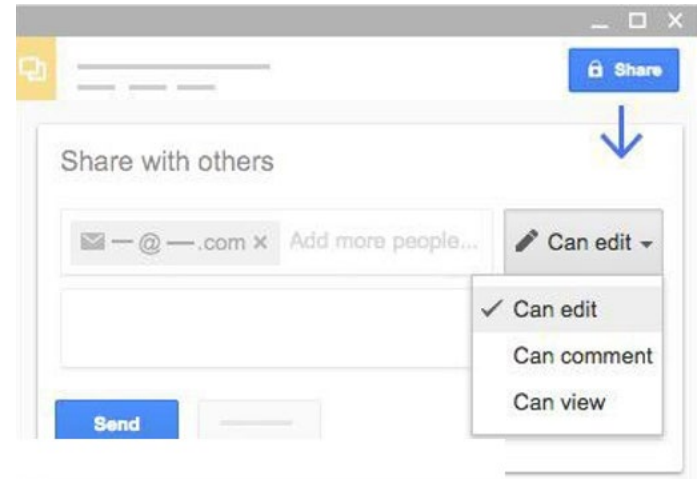 Share
Share with others
— @ —.com × Add more people...
Can edit
Can edit
Can comment
Can view
Send